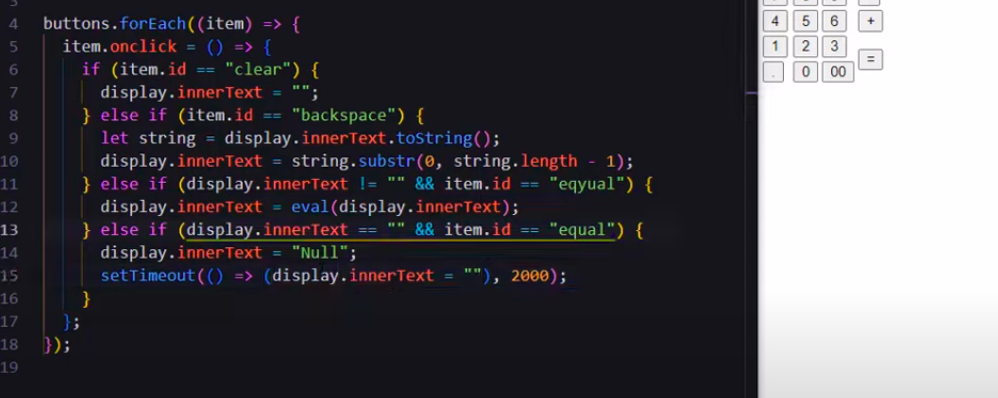 4 buttons.forEach((item) => {
5 item.onclick = () => {
6 if (item.id == "clear") {
7 display.innerText = "";
8 } else if (item.id == "backspace") {
9 let string = display.innerText.toString();
10 display.innerText = string.substr(0, string.length - 1);
11 } else if (display.innerText != "" && item.id == "eqyual") {
12 display.innerText = eval(display.innerText);
13 } else if (display.innerText == "" && item.id == "equal") {
14 display.innerText = "Null";
15 setTimeout(() => (display.innerText = ""), 2000);
16 }
17 };
18 });
19
4 5 6 +
1 2 3
=
. 0 00